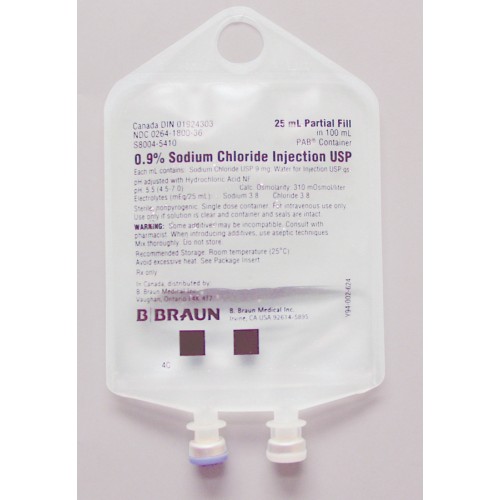 Canada DIN 01924303
NDC 0264-1800-36
S8004-5410
25 mL Partial Fill
in 100 mL
PAB® Container
0.9% Sodium Chloride Injection USP
Each mL contains: Sodium Chloride USP 9 mg, Water for Injection USP qs
pH adjusted with Hydrochloric Acid NF
pH: 5.5 (4.5-7.0) Calc. Osmolarity: 310 mOsmol/liter
Electrolytes (mEq/25 mL): Sodium 3.8 Chloride 3.8
Sterile, nonpyrogenic. Single dose container. For intravenous use only.
Use only if solution is clear and container and seals are intact.
WARNING: Some additives may be incompatible. Consult with
pharmacist. When introducing additives, use aseptic techniques.
Mix thoroughly. Do not store.
Recommended Storage: Room temperature (25°C)
Avoid excessive heat. See Package Insert.
Rx only
In Canada, distributed by:
B. Braun Medical Inc.
Vaughan, Ontario
B|BRAUN
B. Braun Medical Inc.
Irvine, CA USA 92614-5895
Y94-002-624
4C